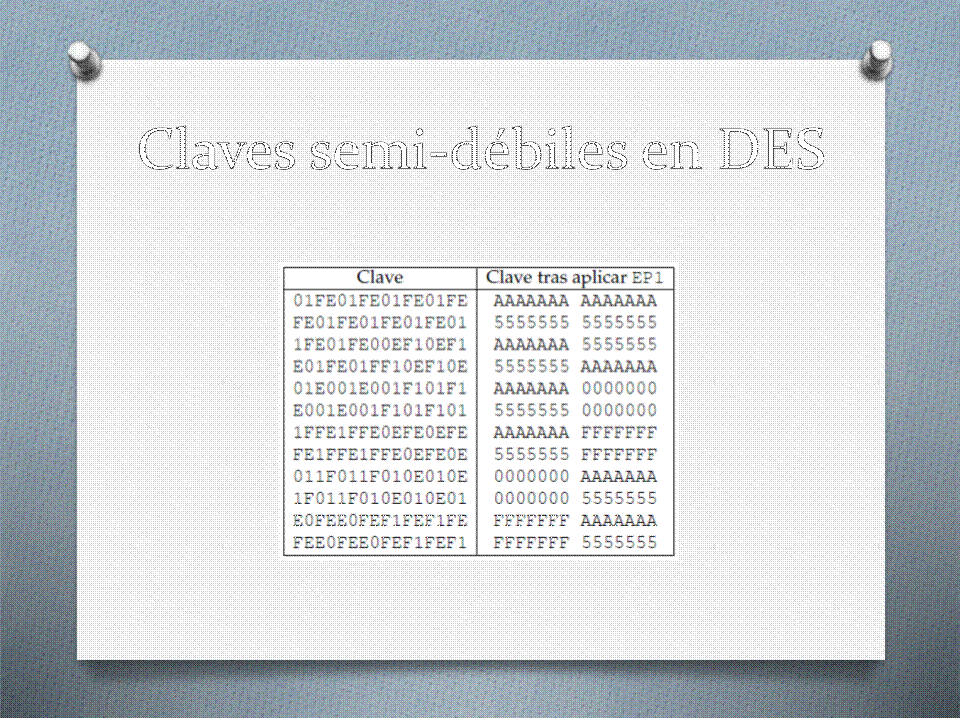 Claves semi-débiles en DES
Clave Clave tras aplicar EP1
01FE01FE01FE01FE AAAAAAA AAAAAAA
FE01FE01FE01FE01 5555555 5555555
1FE01FE00EF10EF1 AAAAAAA 5555555
E01FE01FF10EF10E 5555555 AAAAAAA
01E001E001F101F1 AAAAAAA 0000000
E001E001F101F101 5555555 0000000
1FFE1FFE0EFE0EFE AAAAAAA FFFFFFF
FE1FFE1FFE0EFE0E 5555555 FFFFFFF
011F011F010E010E 0000000 AAAAAAA
1F011F010E010E01 0000000 5555555
E0FEE0FEF1FEF1FE FFFFFFF AAAAAAA
FEE0FEE0FEF1FEF1 FFFFFFF 5555555